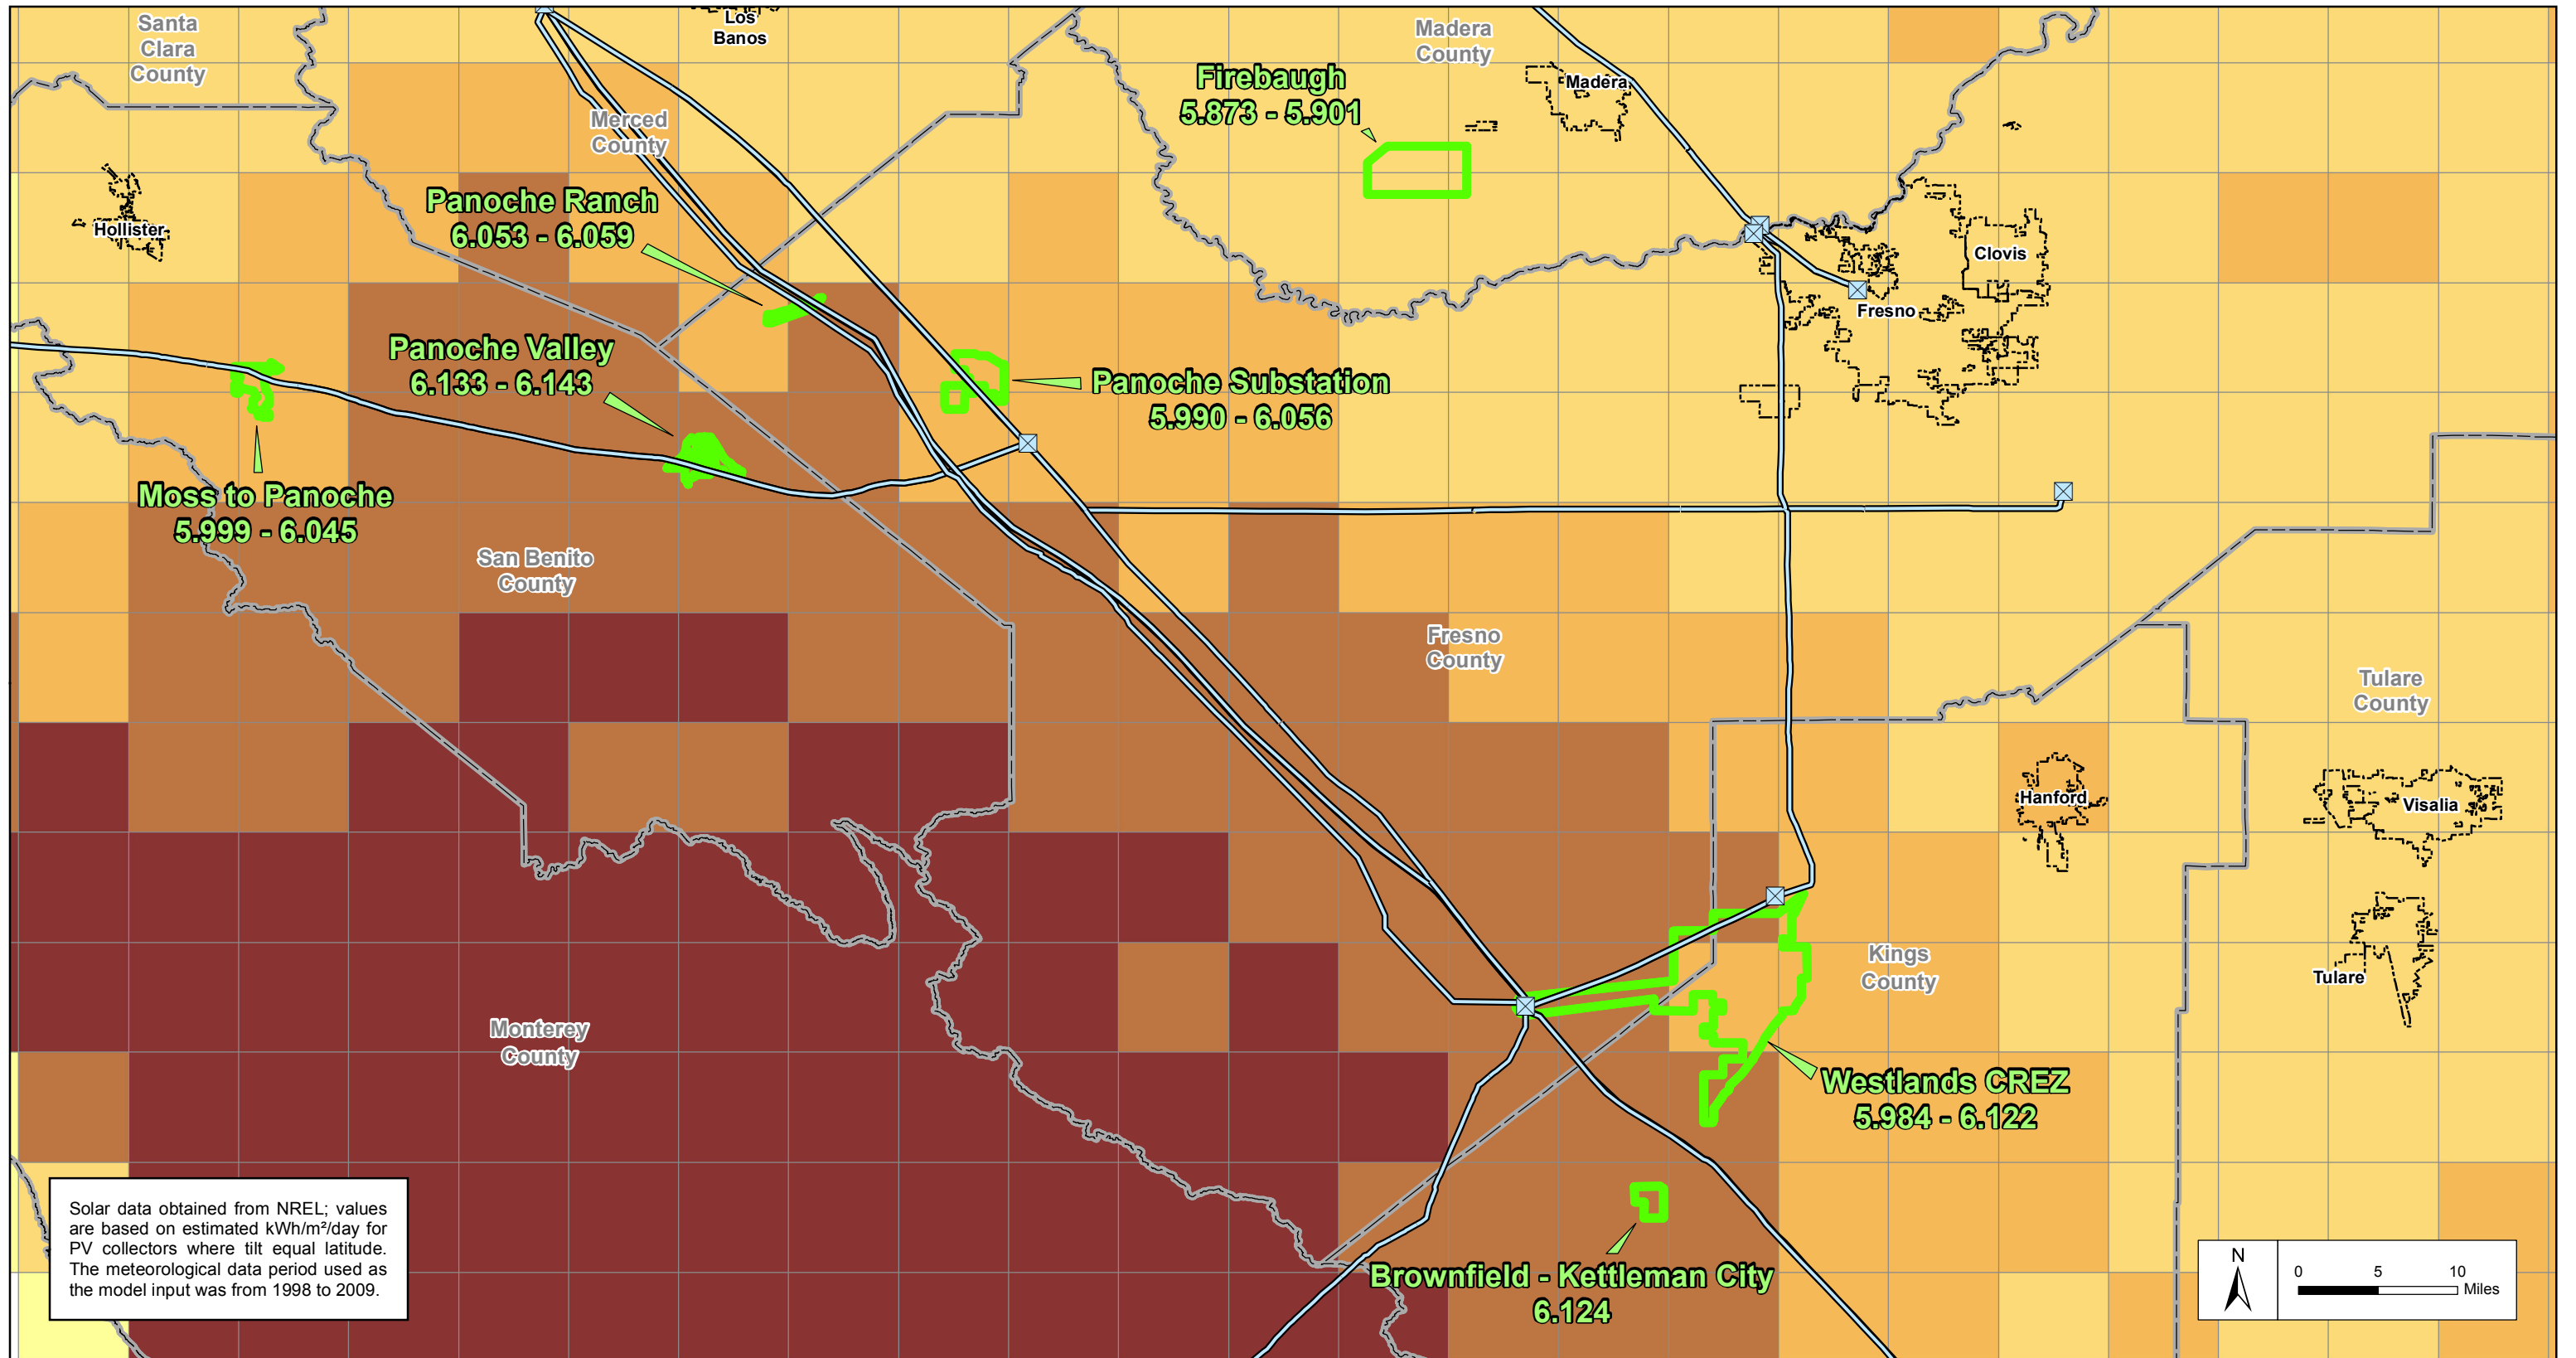 Santa
Clara
County
Los
Banos
Madera
County
Firebaugh
5.873 - 5.901
Madera
Merced
County
Panoche Ranch
6.053 - 6.059
Hollister
Clovis
Fresno
Panoche Valley
6.133 - 6.143
Panoche Substation
5.990 - 6.056
Moss to Panoche
5.999 - 6.045
San Benito
County
Fresno
County
Tulare
County
Hanford
Visalia
Kings
County
Tulare
Monterey
County
Westlands CREZ
5.984 - 6.122
Brownfield - Kettleman City
6.124
Solar data obtained from NREL; values
are based on estimated kWh/m²/day for
PV collectors where tilt equal latitude.
The meteorological data period used as
the model input was from 1998 to 2009.
N
0 5 10
Miles